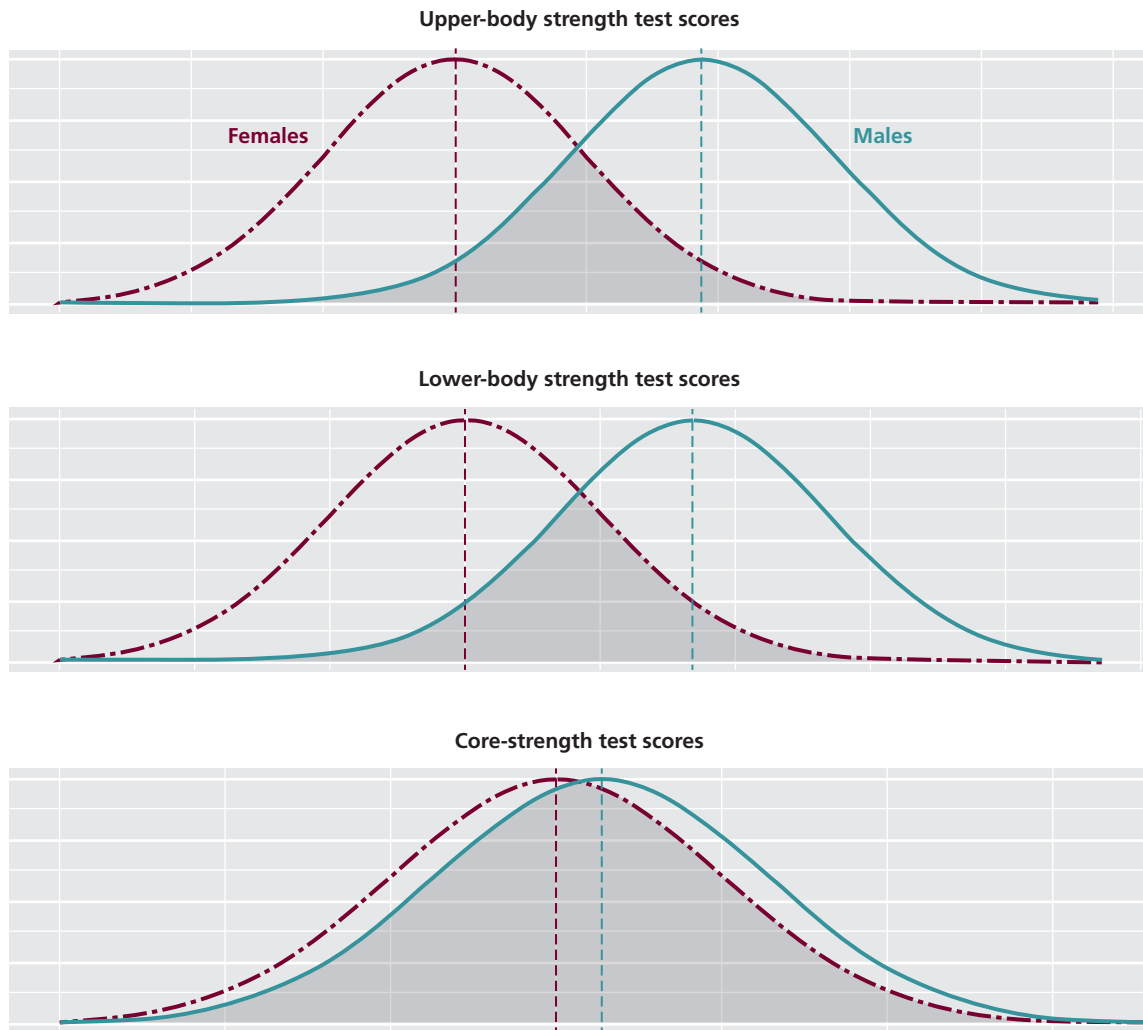 Upper-body strength test scores
Females
Males
Lower-body strength test scores
Core-strength test scores